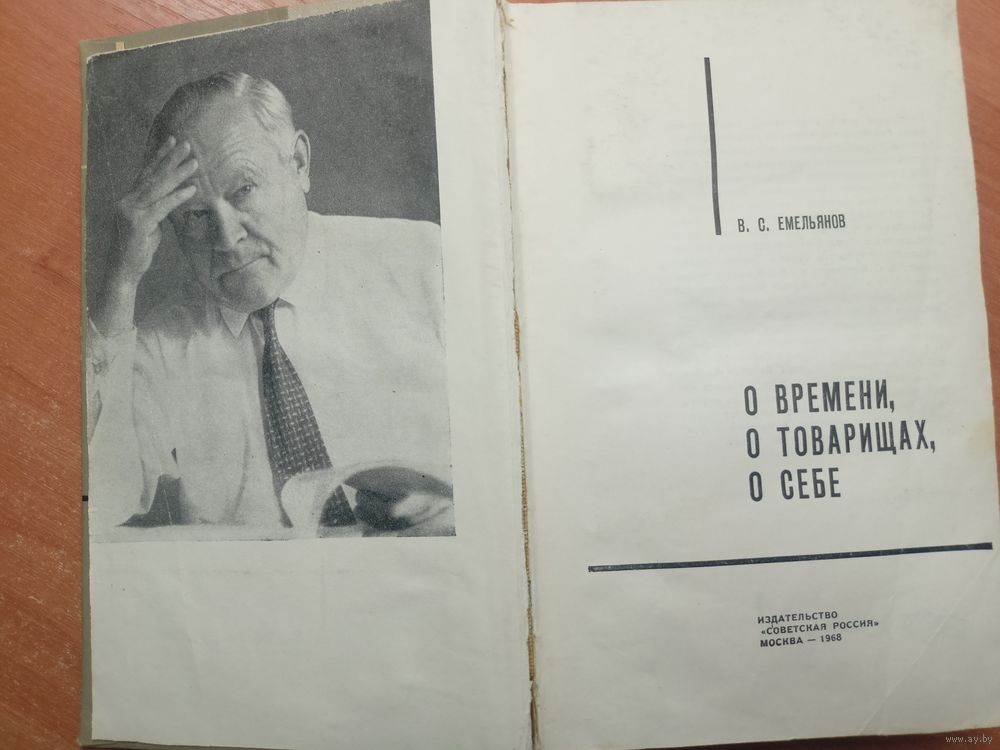 В. С. ЕМЕЛЬЯНОВ
О ВРЕМЕНИ,
О ТОВАРИЩАХ,
О СЕБЕ
ИЗДАТЕЛЬСТВО
«СОВЕТСКАЯ РОССИЯ»
МОСКВА — 1968
www.ay.by